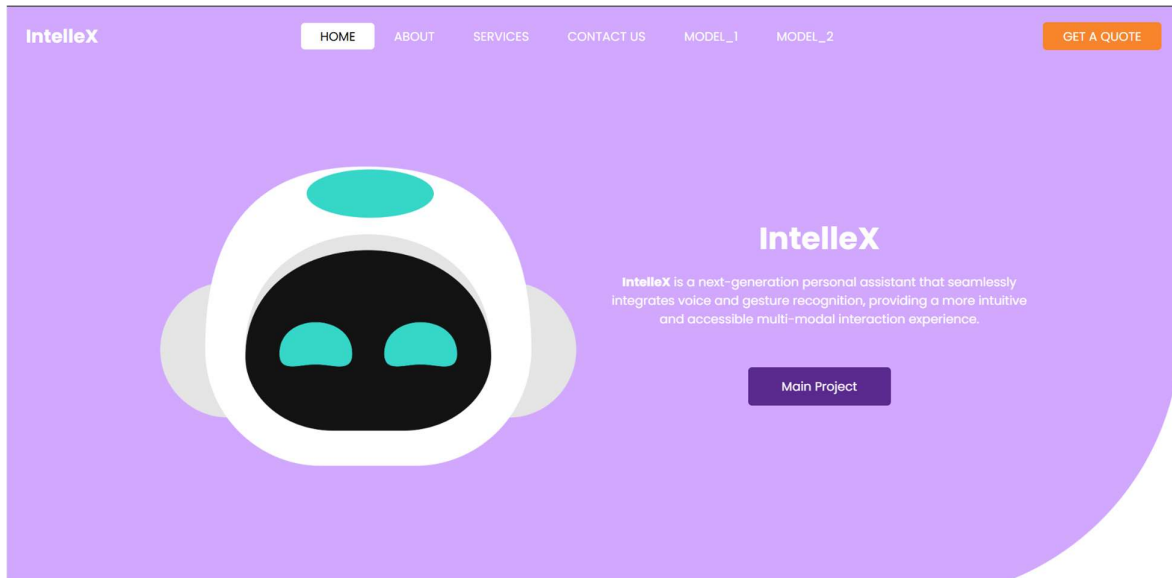 IntelleX
HOME
ABOUT
SERVICES
CONTACT US
MODEL_1
MODEL_2
GET A QUOTE
IntelleX
IntelleX is a next-generation personal assistant that seamlessly
integrates voice and gesture recognition, providing a more intuitive
and accessible multi-modal interaction experience.
Main Project